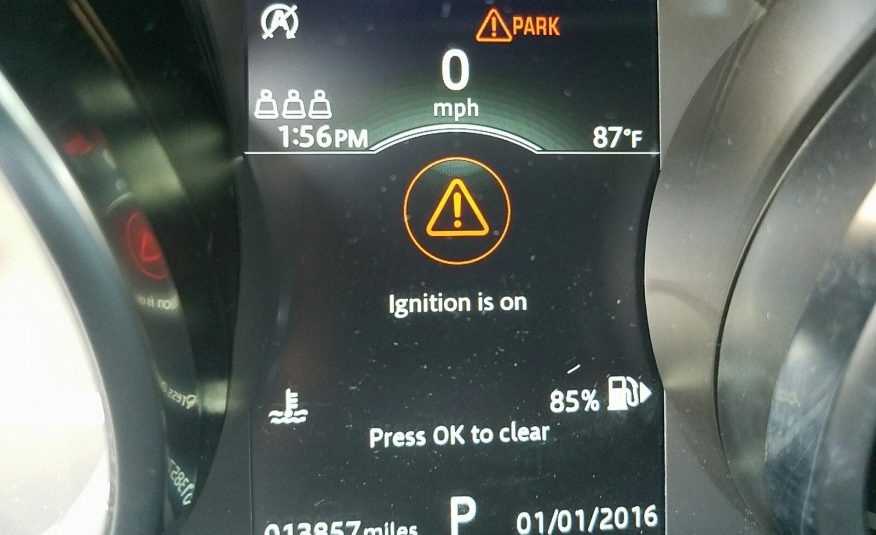 PARK
0
mph
1:56PM 87°F
Ignition is on
85%
Press OK to clear
013857miles P 01/01/2016